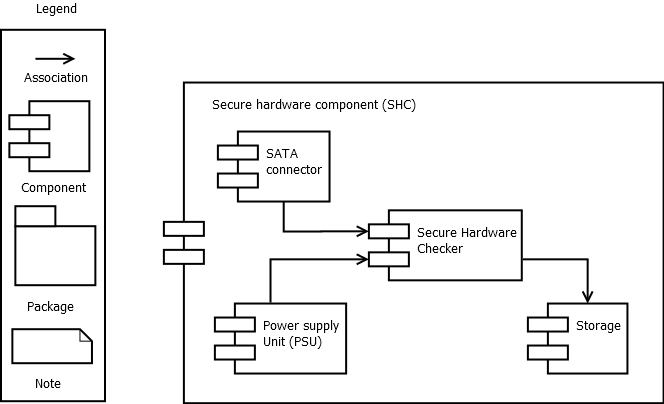 Legend
Association
Component
Package
Note
Secure hardware component (SHC)
SATA
connector
Secure Hardware
Checker
Power supply
Unit (PSU)
Storage